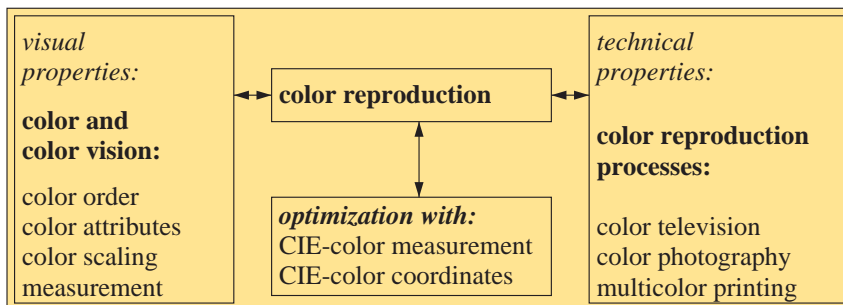 visual
properties:
color and
color vision:
color order
color attributes
color scaling
measurement
color reproduction
optimization with:
CIE-color measurement
CIE-color coordinates
technical
properties:
color reproduction
processes:
color television
color photography
multicolor printing